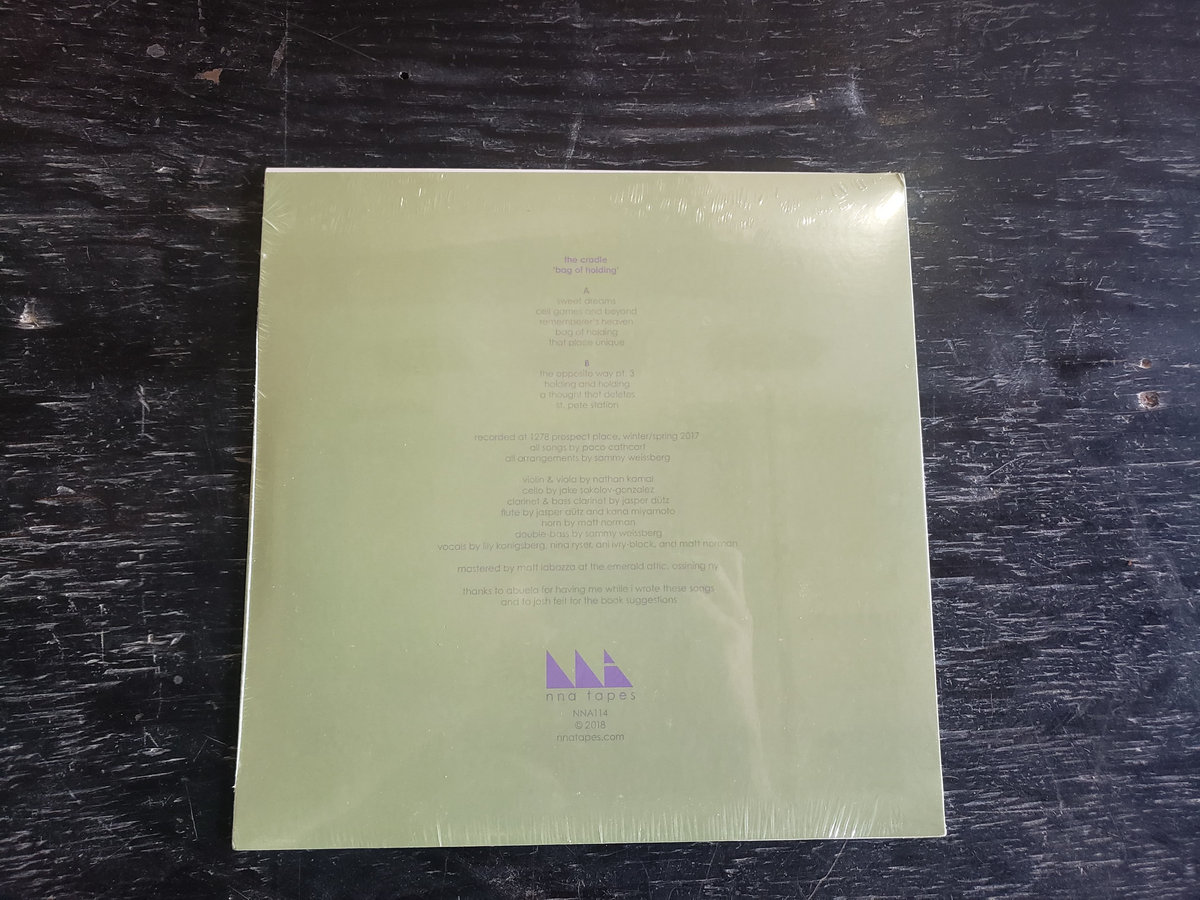 the cradle
'bag of holding'
A
sweet dreams
cell games and beyond
rememberer's heaven
bag of holding
that place unique
B
the opposite way pt. 3
holding and holding
a thought that deletes
st. pete station
recorded at 1278 prospect place, winter/spring 2017
all songs by paco cathcart
all arrangements by sammy weissberg
violin & viola by nathan kamal
cello by jake sokolov-gonzalez
clarinet & bass clarinet by jasper dütz
flute by jasper dütz and kana miyamoto
horn by matt norman
double-bass by sammy weissberg
vocals by lily konigsberg, nina ryser, ani ivry-block, and matt norman
mastered by matt labozza at the emerald attic, ossining ny
thanks to abuela for having me while i wrote these songs
and to josh felt for the book suggestions
nna tapes
NNA114
© 2018
nnatapes.com